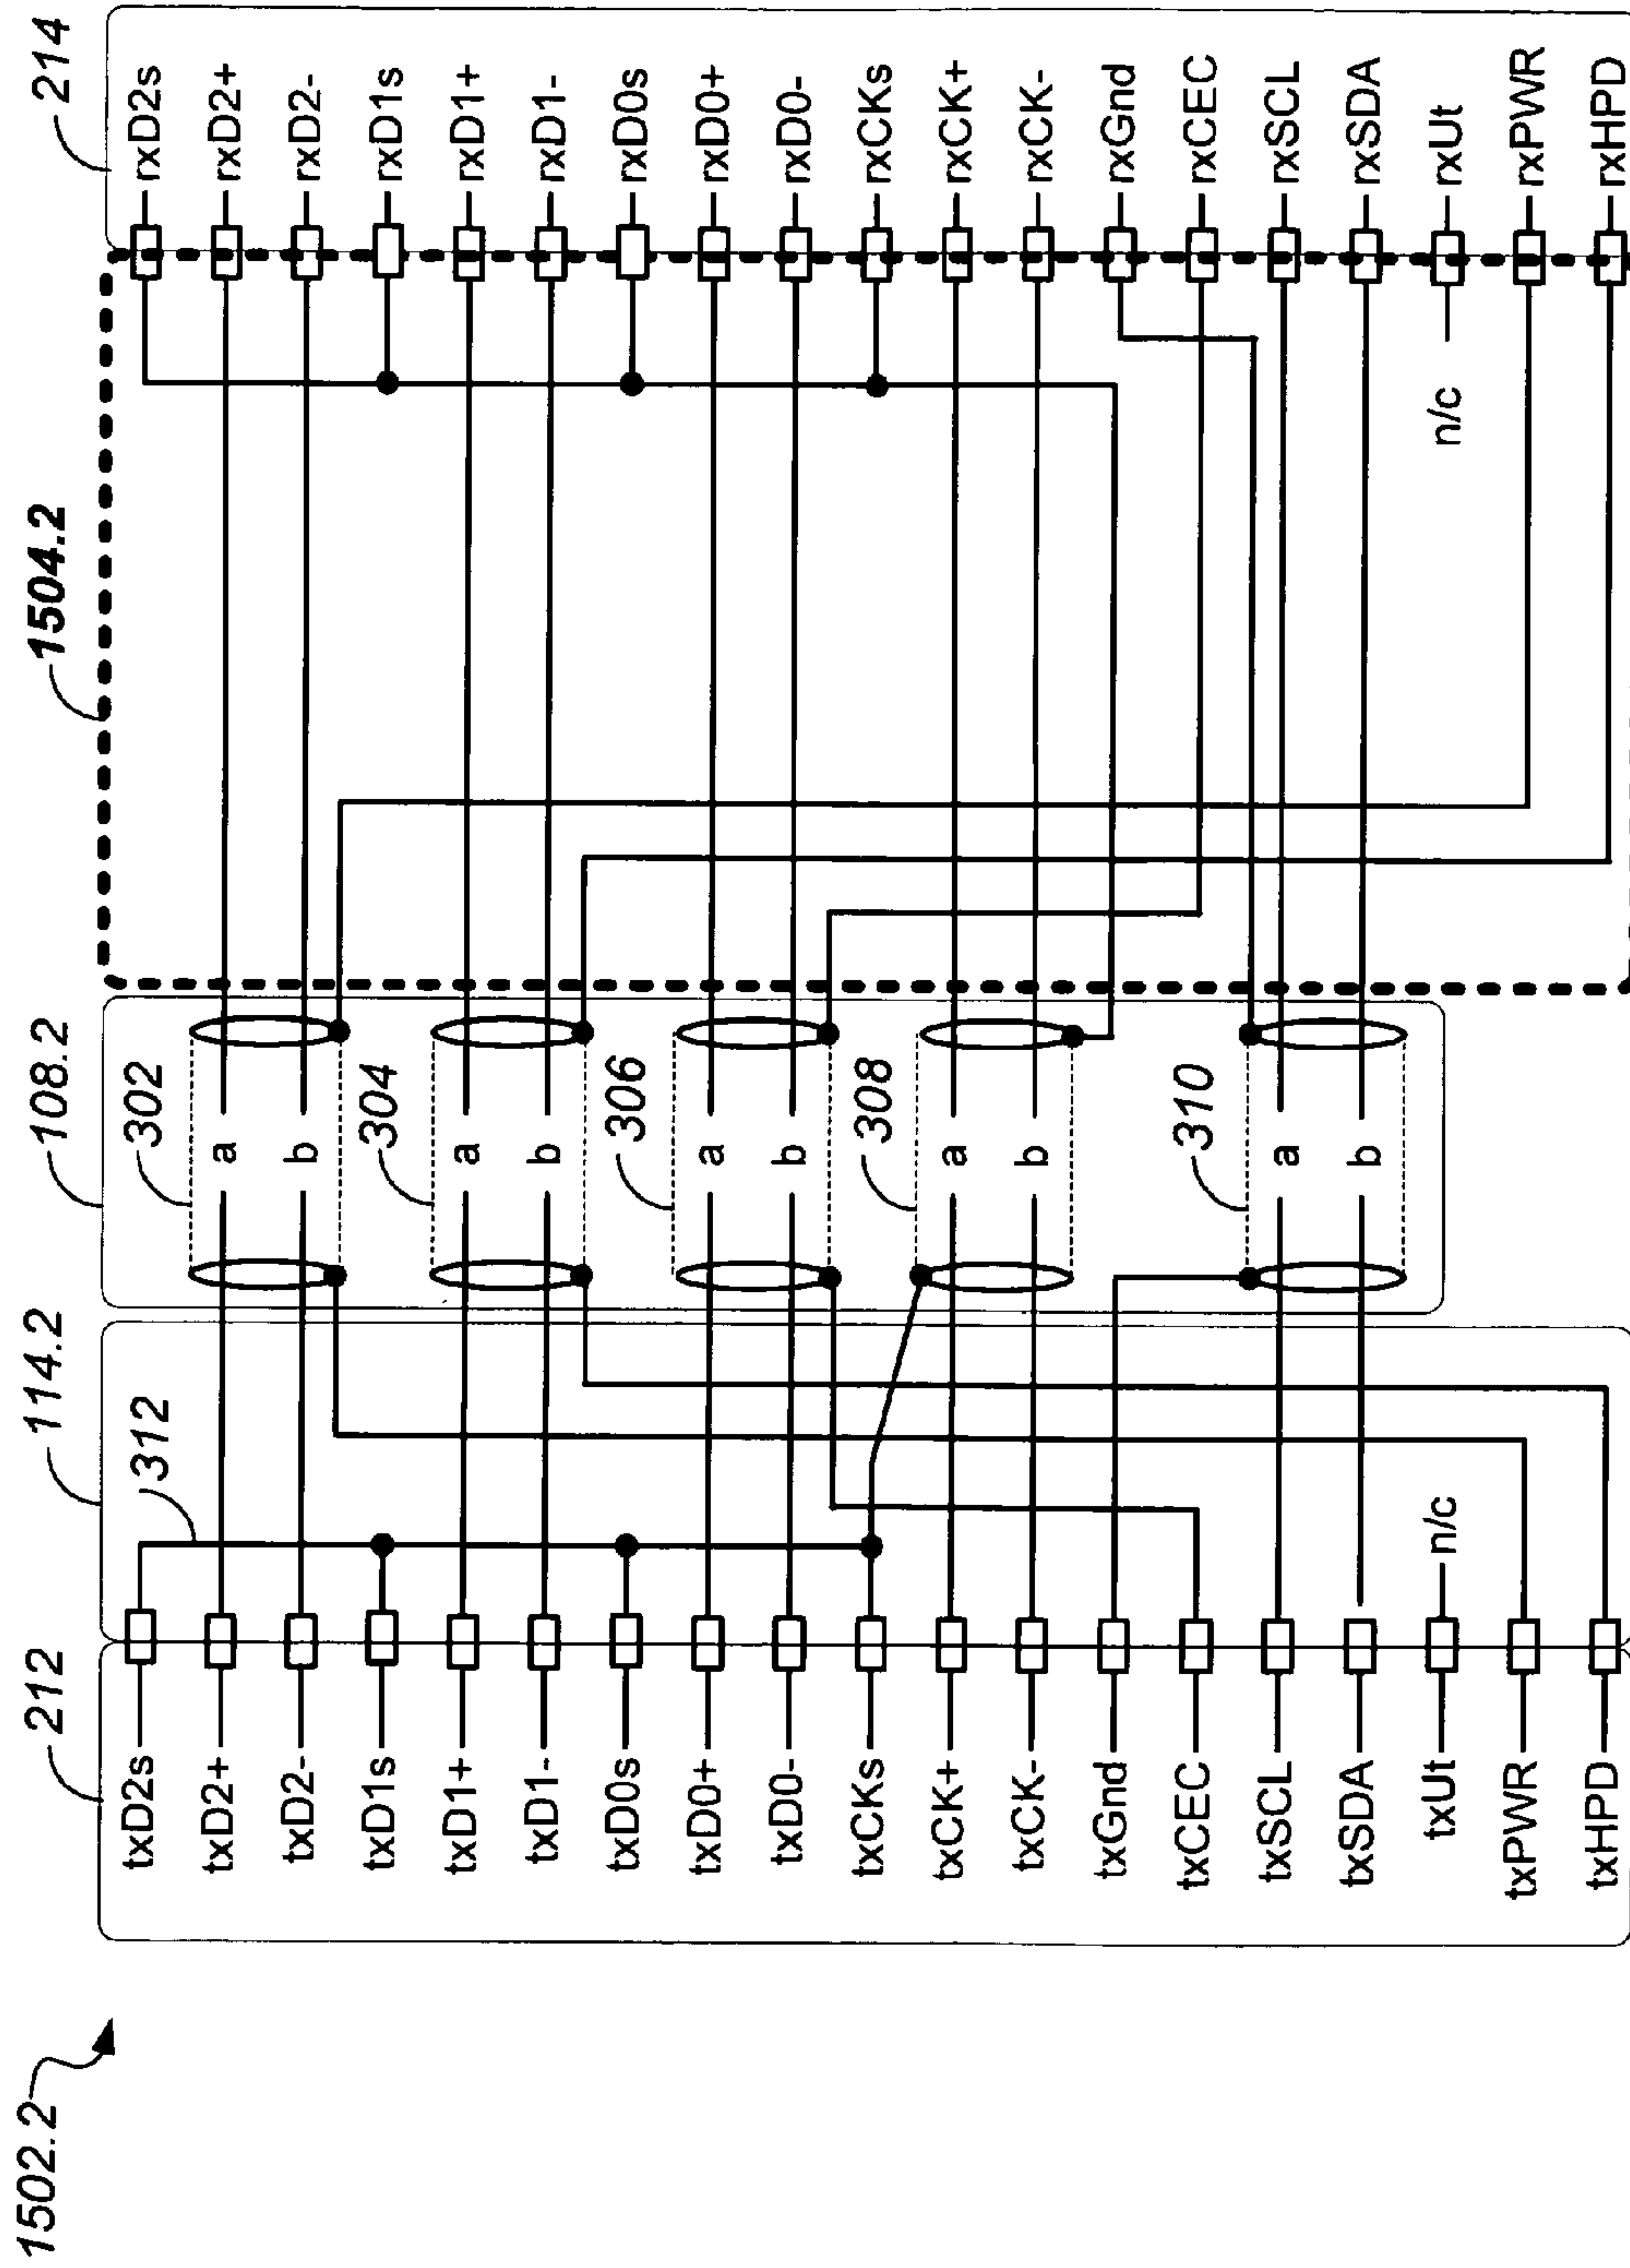 1502.2
212
114.2
108.2
1504.2
214
312
302
304
306
308
310
txD2s
txD2+
txD2-
txD1s
txD1+
txD1-
txD0s
txD0+
txD0-
txCKs
txCK+
txCK-
txGnd
txCEC
txSCL
txSDA
txUt
txPWR
txHPD
n/c
a
b
a
b
a
b
a
b
a
b
n/c
rxD2s
rxD2+
rxD2-
rxD1s
rxD1+
rxD1-
rxD0s
rxD0+
rxD0-
rxCKs
rxCK+
rxCK-
rxGnd
rxCEC
rxSCL
rxSDA
rxUt
rxPWR
rxHPD